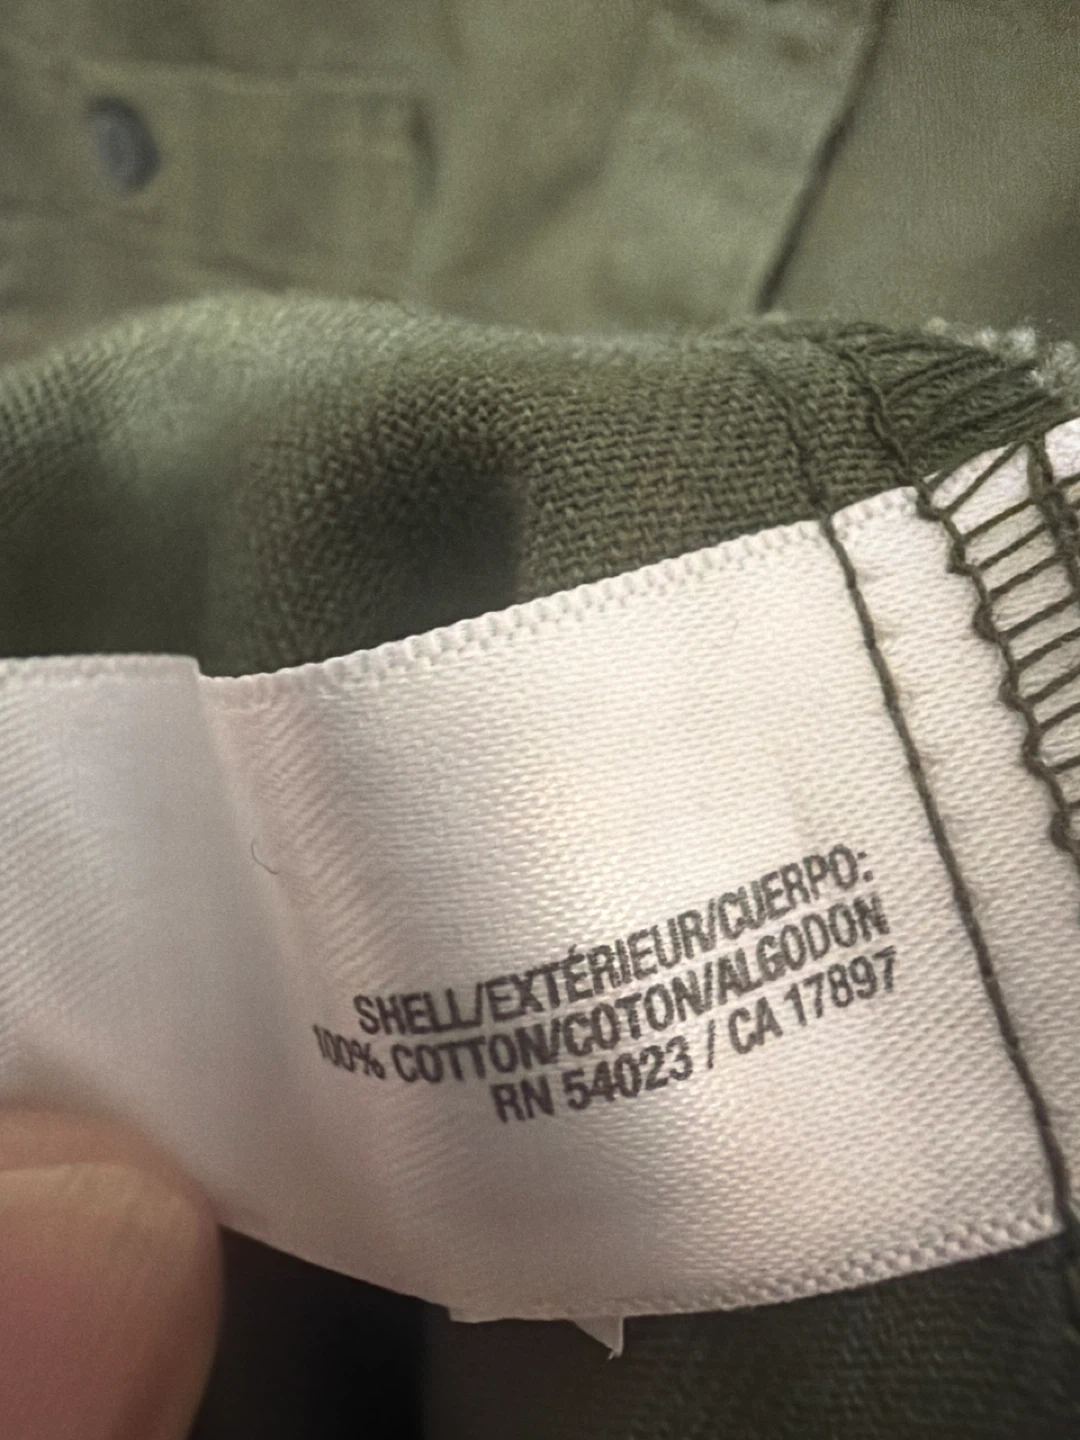 SHELL/EXTÉRIEUR/CUERPO:
100% COTTON/COTON/ALGODON
RN 54023 / CA 17897